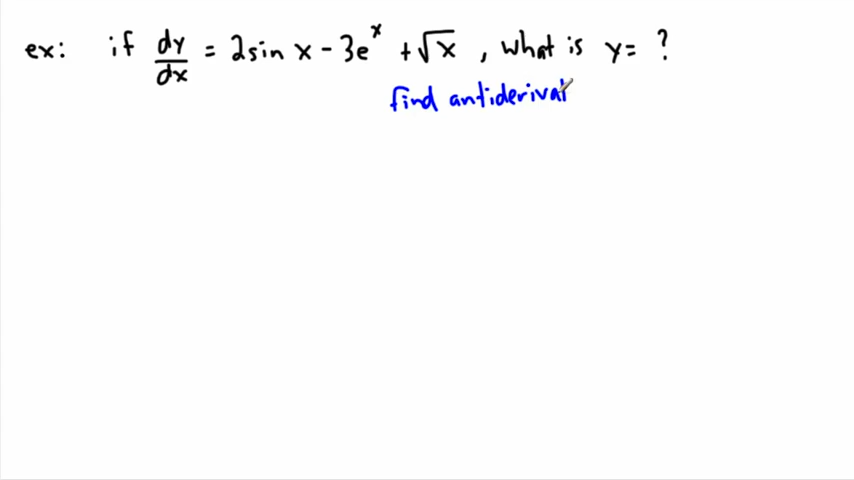 ex: if dy/dx = 2sin x - 3e^x + √x , what is y= ?
find antiderivat